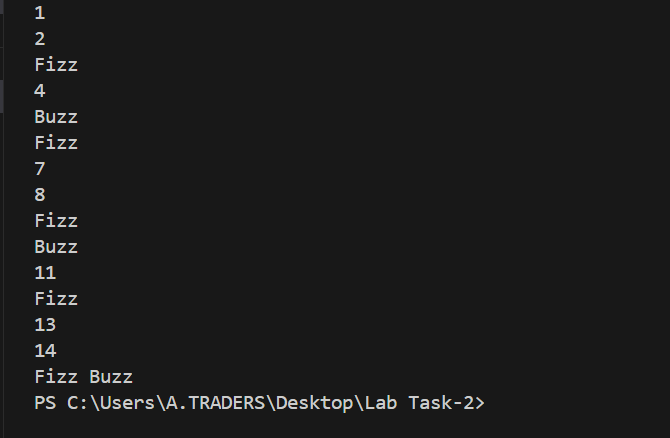 1
2
Fizz
4
Buzz
Fizz
7
8
Fizz
Buzz
11
Fizz
13
14
Fizz Buzz
PS C:\Users\A.TRADERS\Desktop\Lab Task-2>